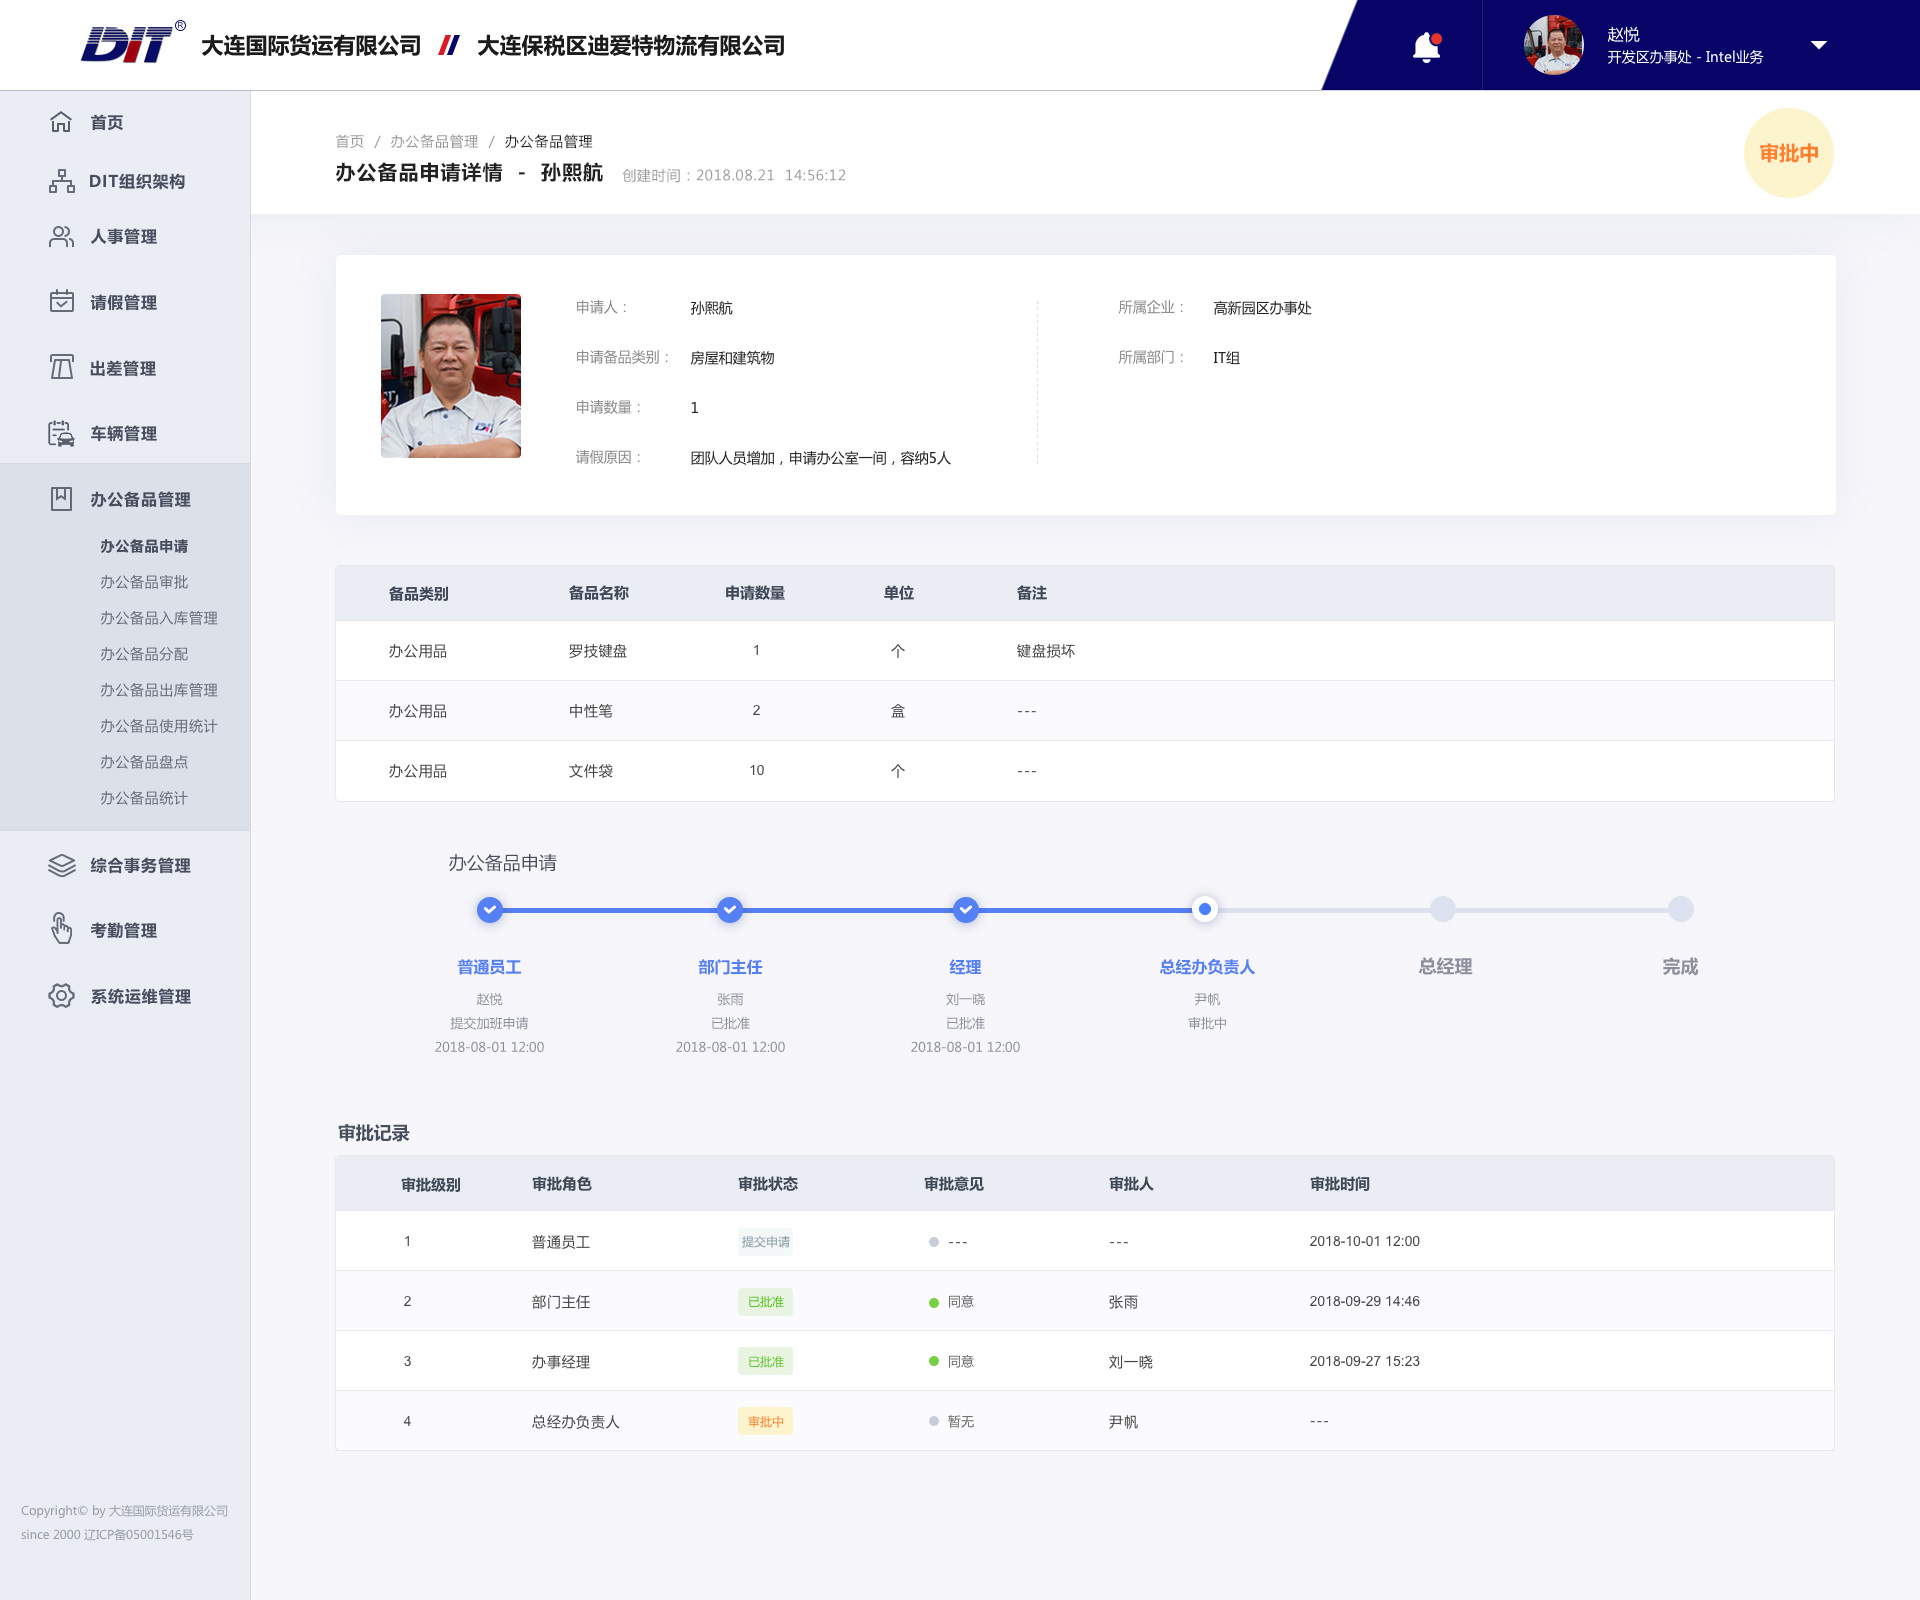 DIT® 大连国际货运有限公司 // 大连保税区迪爱特物流有限公司
赵悦
开发区办事处 - Intel业务
首页
DIT组织架构
人事管理
请假管理
出差管理
车辆管理
办公备品管理
办公备品申请
办公备品审批
办公备品入库管理
办公备品分配
办公备品出库管理
办公备品使用统计
办公备品盘点
办公备品统计
综合事务管理
考勤管理
系统运维管理
Copyright© by 大连国际货运有限公司
since 2000 辽ICP备05001546号
首页 / 办公备品管理 / 办公备品管理
办公备品申请详情 - 孙熙航 创建时间：2018.08.21 14:56:12
审批中
DIT
申请人： 孙熙航
申请备品类别： 房屋和建筑物
申请数量： 1
请假原因： 团队人员增加，申请办公室一间，容纳5人
所属企业： 高新园区办事处
所属部门： IT组
备品类别 备品名称 申请数量 单位 备注
办公用品 罗技键盘 1 个 键盘损坏
办公用品 中性笔 2 盒 ---
办公用品 文件袋 10 个 ---
办公备品申请
普通员工 部门主任 经理 总经办负责人 总经理 完成
赵悦 张雨 刘一晓 尹帆
提交加班申请 已批准 已批准 审批中
2018-08-01 12:00 2018-08-01 12:00 2018-08-01 12:00
审批记录
审批级别 审批角色 审批状态 审批意见 审批人 审批时间
1 普通员工 提交申请 --- --- 2018-10-01 12:00
2 部门主任 已批准 同意 张雨 2018-09-29 14:46
3 办事经理 已批准 同意 刘一晓 2018-09-27 15:23
4 总经办负责人 审批中 暂无 尹帆 ---